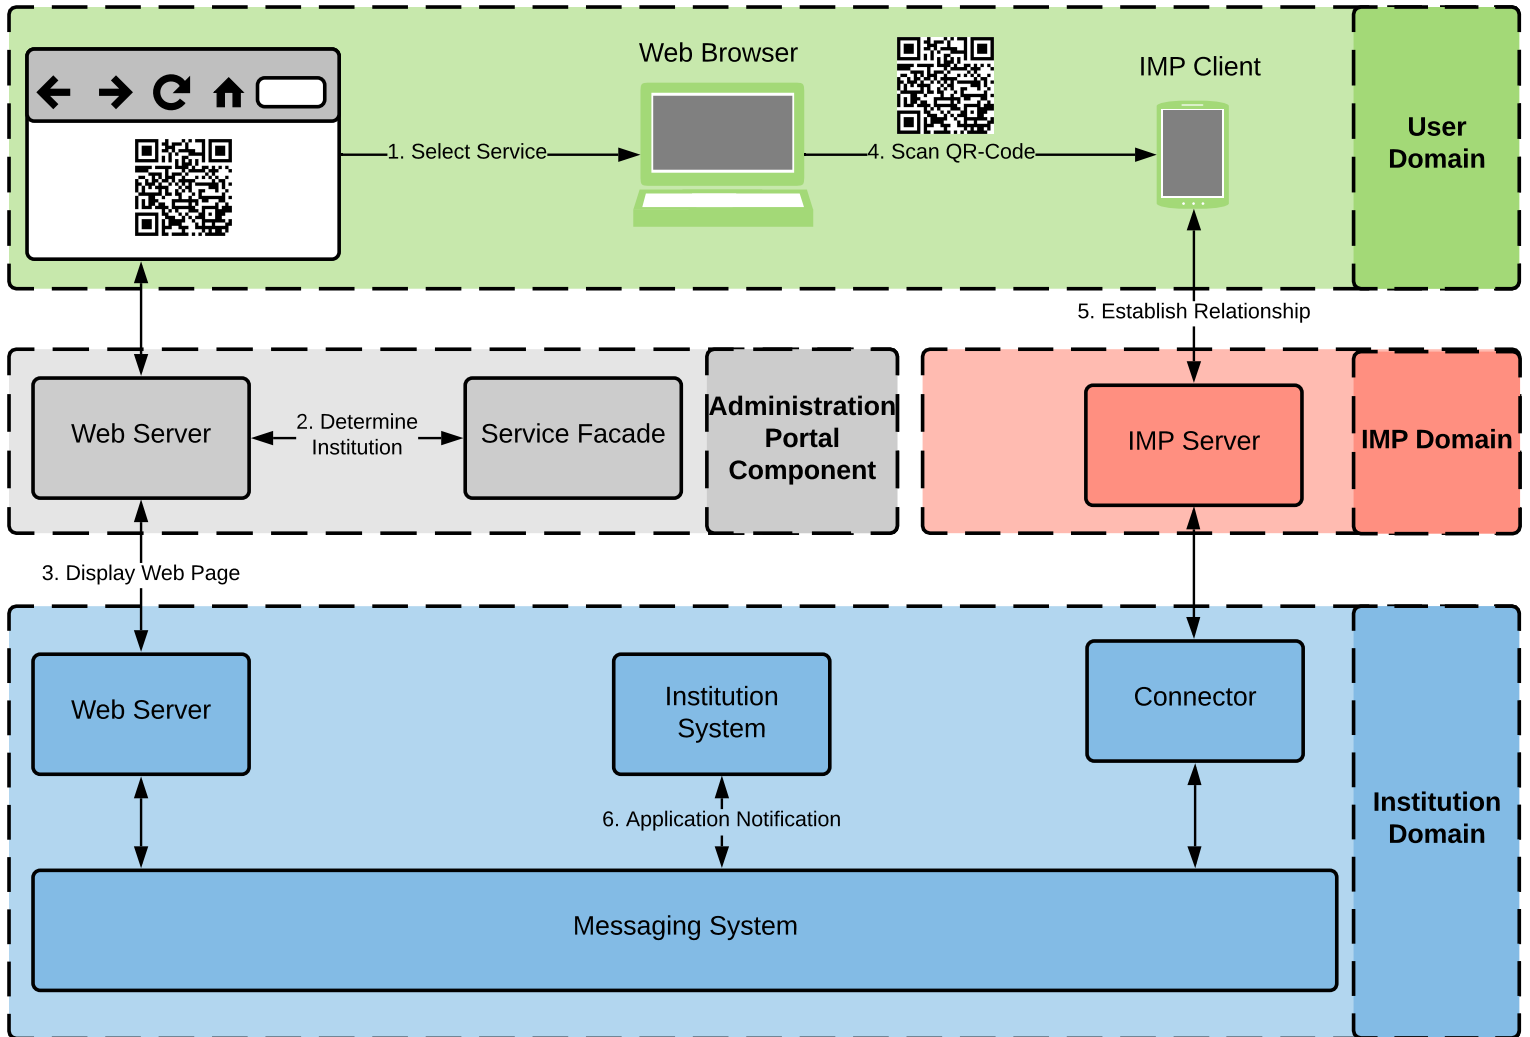 Web Browser
IMP Client
1. Select Service
4. Scan QR-Code
User
Domain
5. Establish Relationship
Web Server
2. Determine
Institution
Service Facade
Administration
Portal
Component
IMP Server
IMP Domain
3. Display Web Page
Web Server
Institution
System
Connector
6. Application Notification
Institution
Domain
Messaging System